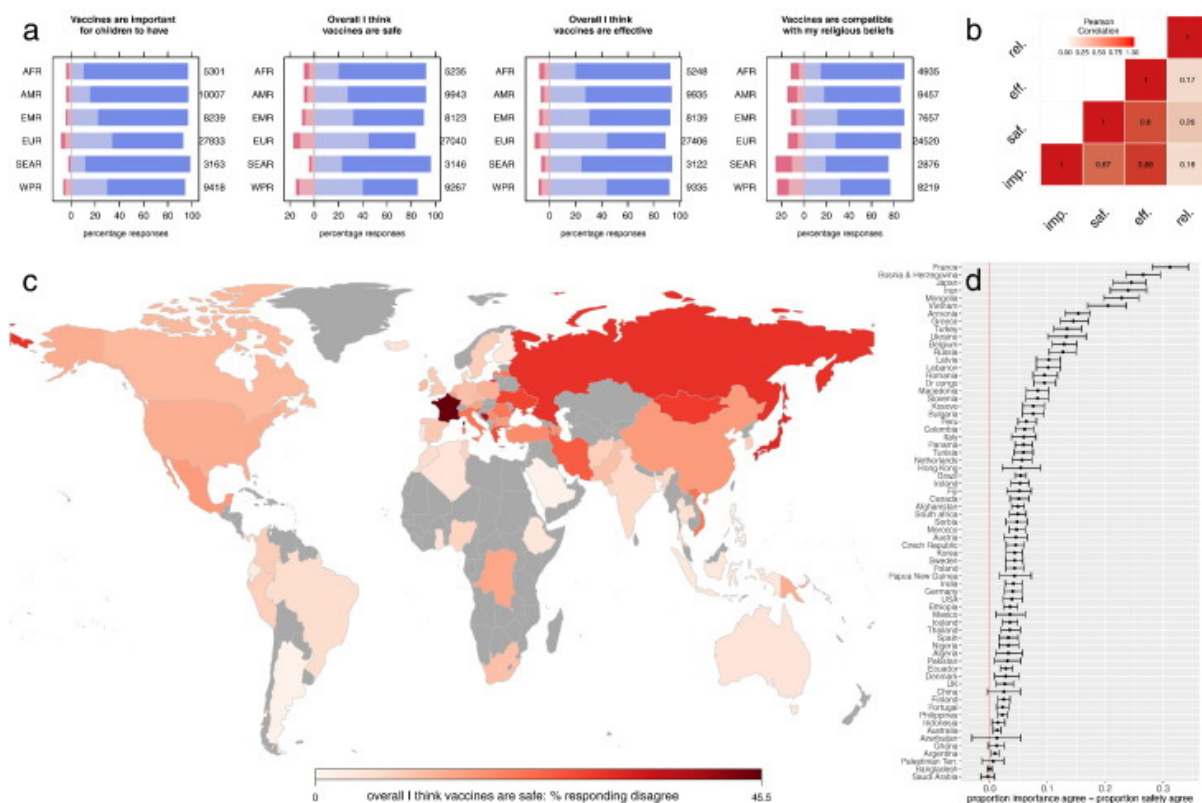 a
Vaccines are important
for children to have
Overall I think
vaccines are safe
Overall I think
vaccines are effective
Vaccines are compatible
with my religious beliefs
AFR 5301
AMR 10007
EMR 8239
EUR 27833
SEAR 3163
WPR 9418
20 0 20 40 60 80 100
percentage responses
AFR 5235
AMR 9943
EMR 8123
EUR 27040
SEAR 3146
WPR 9267
20 0 20 40 60 80 100
percentage responses
AFR 5248
AMR 9935
EMR 8139
EUR 27406
SEAR 3122
WPR 9335
20 0 20 40 60 80 100
percentage responses
AFR 4935
AMR 9457
EMR 7657
EUR 24520
SEAR 2876
WPR 8219
20 0 20 40 60 80
percentage responses
b
Pearson
Correlation
0.00 0.25 0.50 0.75 1.00
rel. 1
eff. 1 0.17
saf. 1 0.8
imp. 1
imp. saf. eff. rel.
c
0 45.5
overall I think vaccines are safe: % responding disagree
d
France
Bosnia & Herzegovina
Japan
Iran
Mongolia
Vietnam
Armenia
Greece
Turkey
Ukraine
Belgium
Russia
Latvia
Lebanon
Romania
Dr congo
Macedonia
Slovenia
Kosovo
Bulgaria
Peru
Colombia
Italy
Panama
Tunisia
Netherlands
Hong Kong
Brazil
Ireland
Fiji
Canada
Afghanistan
South africa
Serbia
Morocco
Austria
Czech Republic
Korea
Sweden
Poland
Papua New Guinea
India
Germany
USA
Ethiopia
Mexico
Iceland
Thailand
Spain
Nigeria
Algeria
Pakistan
Ecuador
Denmark
UK
China
Finland
Portugal
Philippines
Indonesia
Australia
Azerbaijan
Ghana
Argentina
Palestinian Terr.
Bangladesh
Saudi Arabia
0.0 0.1 0.2 0.3
proportion importance agree − proportion safety agree